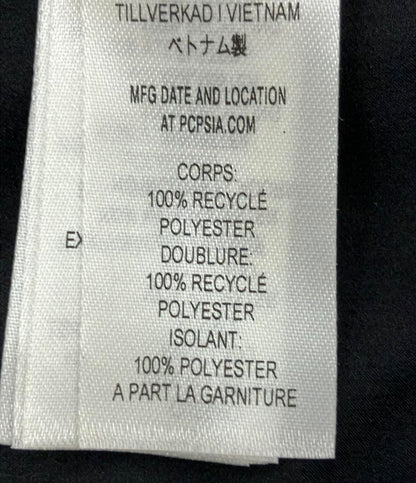 TILLVERKAD I VIETNAM
ベトナム製
MFG DATE AND LOCATION
AT PCPSIA.COM
CORPS:
100% RECYCLÉ
POLYESTER
DOUBLURE:
100% RECYCLÉ
POLYESTER
ISOLANT:
100% POLYESTER
A PART LA GARNITURE
EX